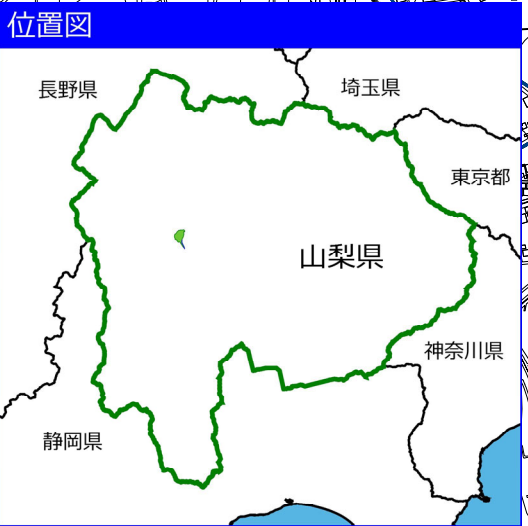 位置図
長野県
埼玉県
東京都
山梨県
神奈川県
静岡県